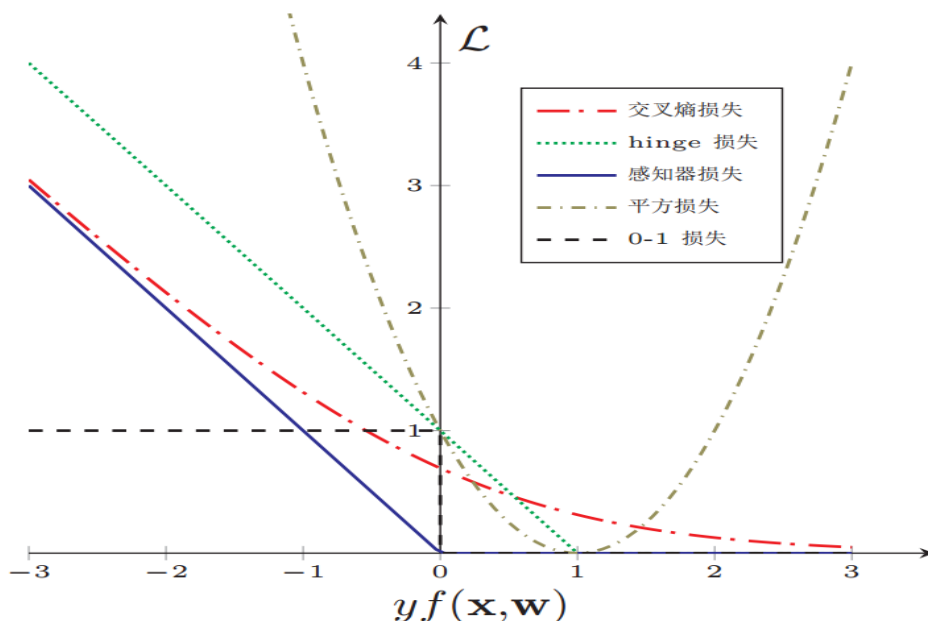 ℒ
4
3
2
1
交叉熵损失
hinge 损失
感知器损失
平方损失
0-1 损失
−3 −2 −1 0 1 2 3
yf(x,w)